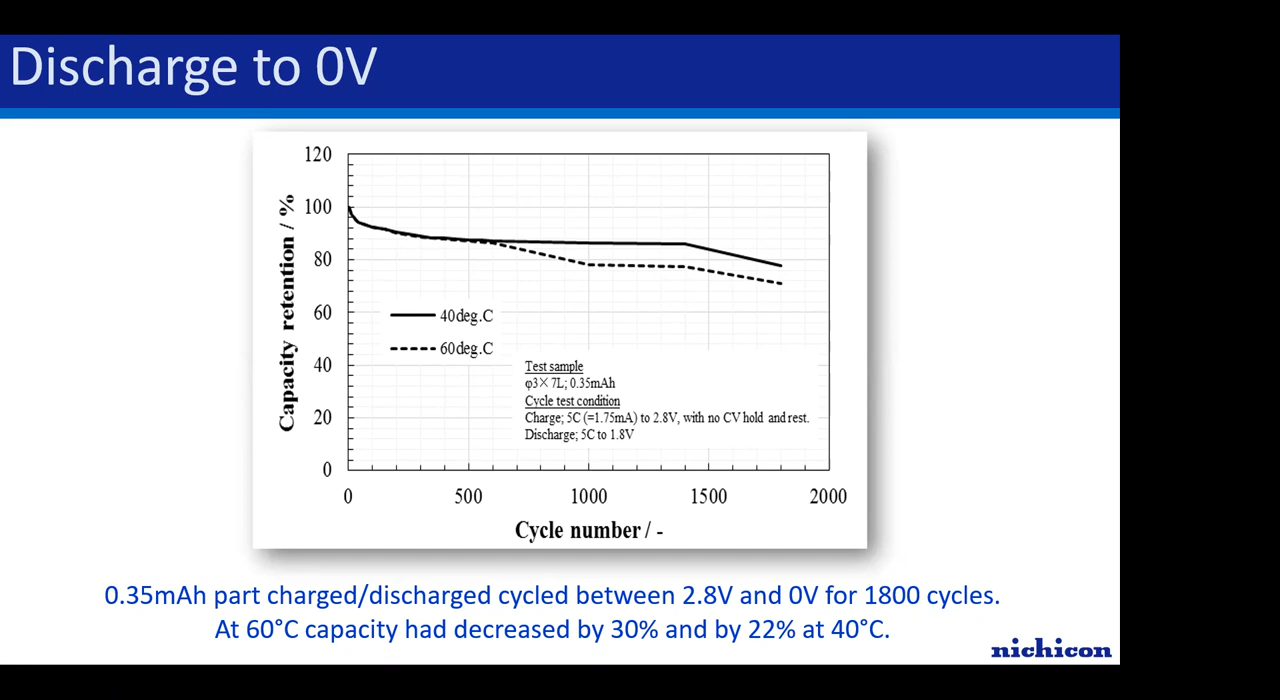 Discharge to 0V
120
100
80
60
40
20
0
Capacity retention / %
40deg.C
60deg.C
Test sample
φ3×7L; 0.35mAh
Cycle test condition
Charge; 5C (=1.75mA) to 2.8V, with no CV hold and rest.
Discharge; 5C to 1.8V
0 500 1000 1500 2000
Cycle number / -
0.35mAh part charged/discharged cycled between 2.8V and 0V for 1800 cycles.
At 60°C capacity had decreased by 30% and by 22% at 40°C.
nichicon